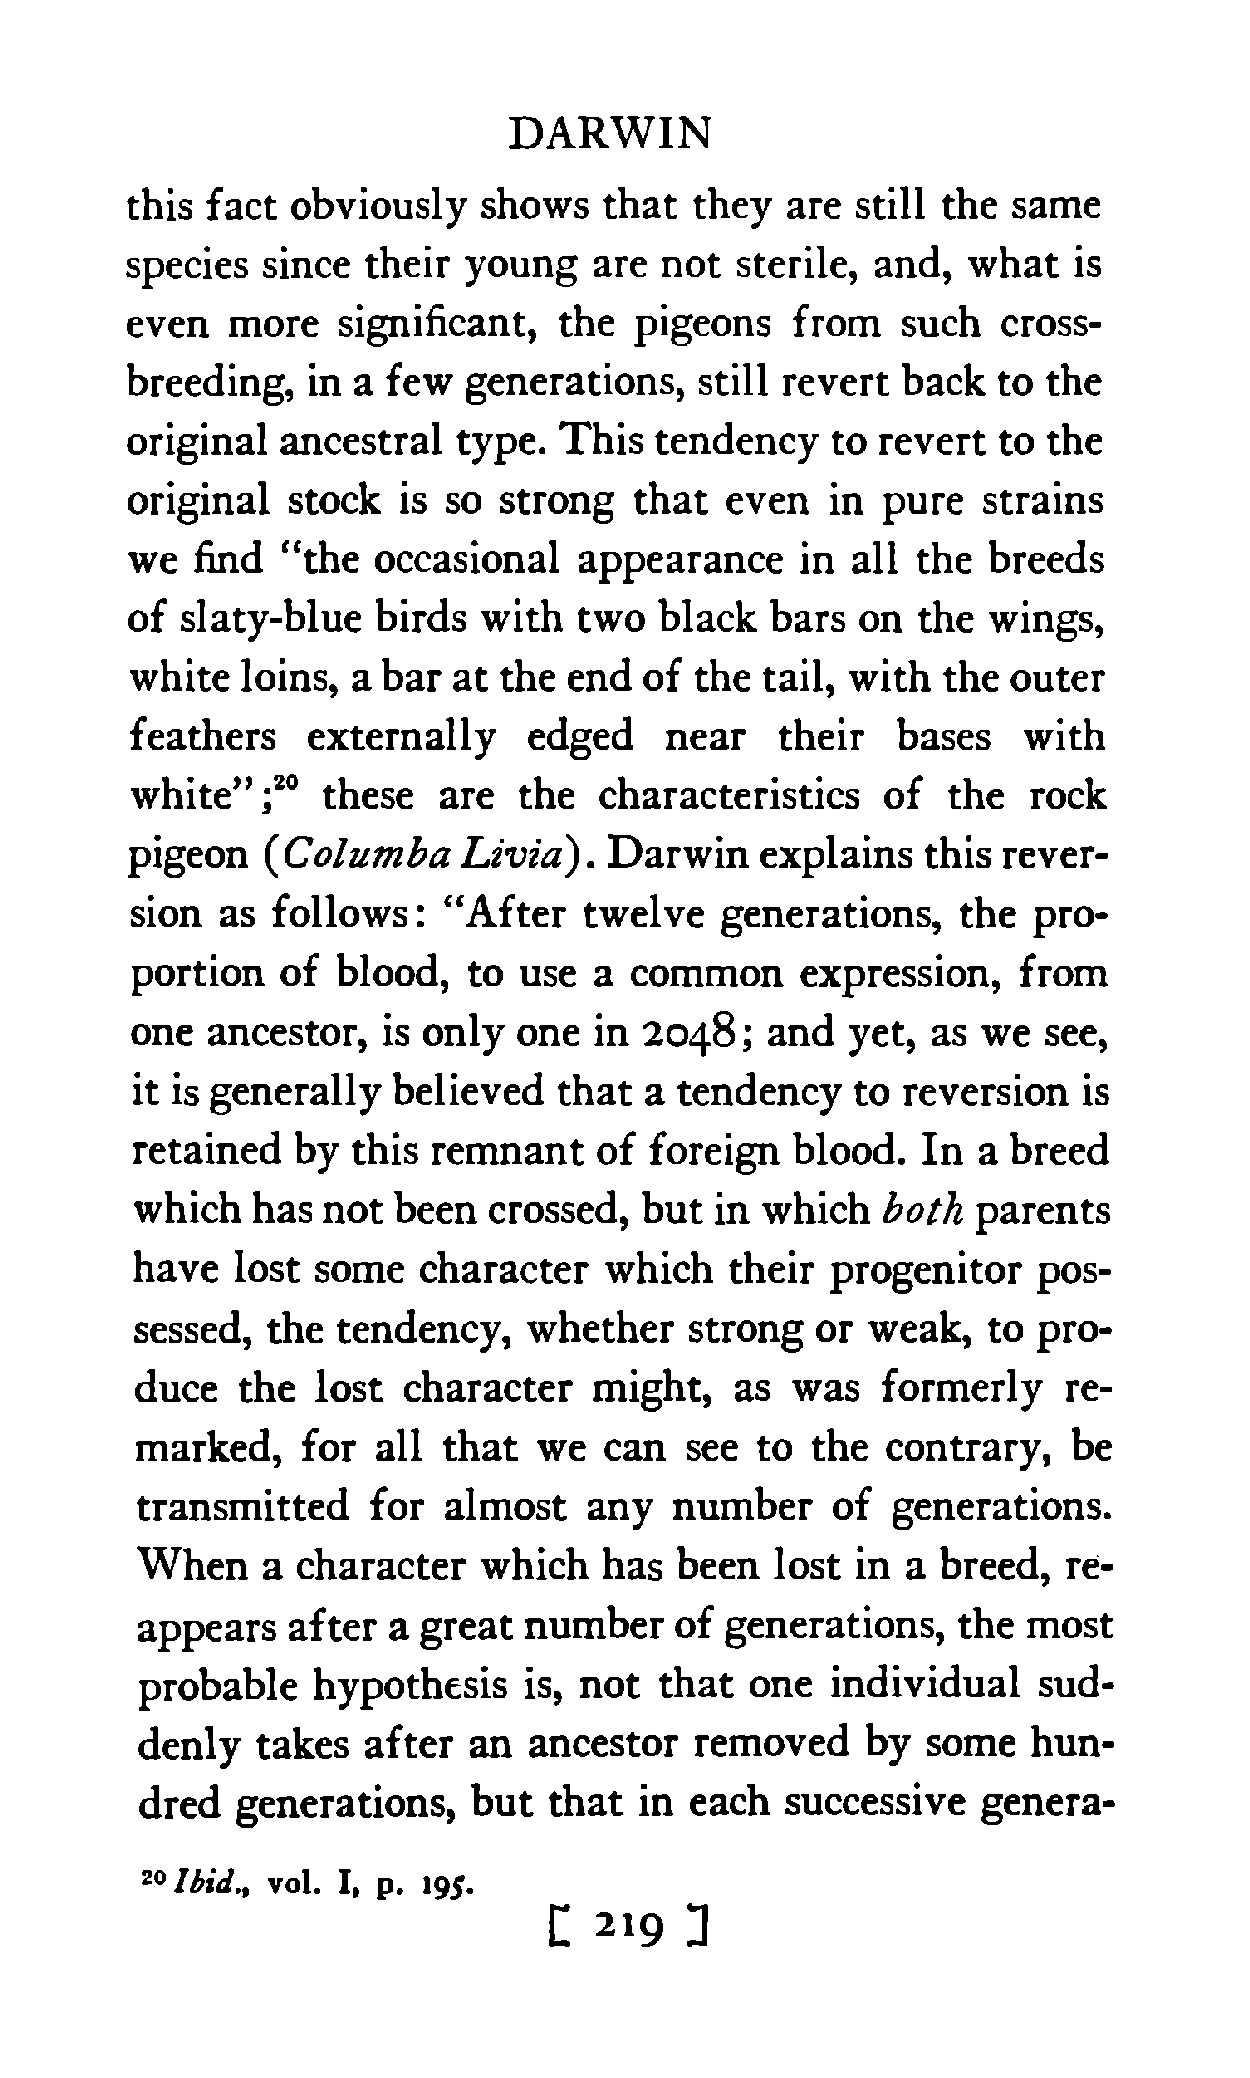 DARWIN
this fact obviously shows that they are still the same
species since their young are not sterile, and, what is
even more significant, the pigeons from such cross-
breeding, in a few generations, still revert back to the
original ancestral type. This tendency to revert to the
original stock is so strong that even in pure strains
we find "the occasional appearance in all the breeds
of slaty-blue birds with two black bars on the wings,
white loins, a bar at the end of the tail, with the outer
feathers externally edged near their bases with
white";²⁰ these are the characteristics of the rock
pigeon (Columba Livia). Darwin explains this rever-
sion as follows: "After twelve generations, the pro-
portion of blood, to use a common expression, from
one ancestor, is only one in 2048; and yet, as we see,
it is generally believed that a tendency to reversion is
retained by this remnant of foreign blood. In a breed
which has not been crossed, but in which both parents
have lost some character which their progenitor pos-
sessed, the tendency, whether strong or weak, to pro-
duce the lost character might, as was formerly re-
marked, for all that we can see to the contrary, be
transmitted for almost any number of generations.
When a character which has been lost in a breed, re-
appears after a great number of generations, the most
probable hypothesis is, not that one individual sud-
denly takes after an ancestor removed by some hun-
dred generations, but that in each successive genera-
²⁰ Ibid., vol. I, p. 195.
[ 219 ]